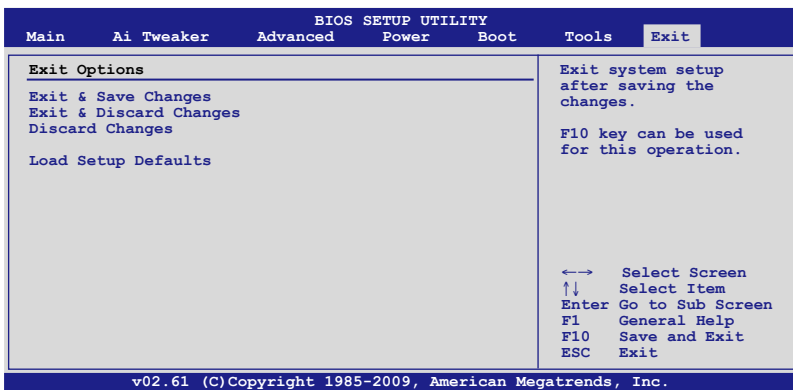 BIOS SETUP UTILITY
Main Ai Tweaker Advanced Power Boot Tools Exit
Exit Options
Exit & Save Changes
Exit & Discard Changes
Discard Changes
Load Setup Defaults
Exit system setup
after saving the
changes.
F10 key can be used
for this operation.
←→ Select Screen
↑↓ Select Item
Enter Go to Sub Screen
F1 General Help
F10 Save and Exit
ESC Exit
v02.61 (C)Copyright 1985-2009, American Megatrends, Inc.